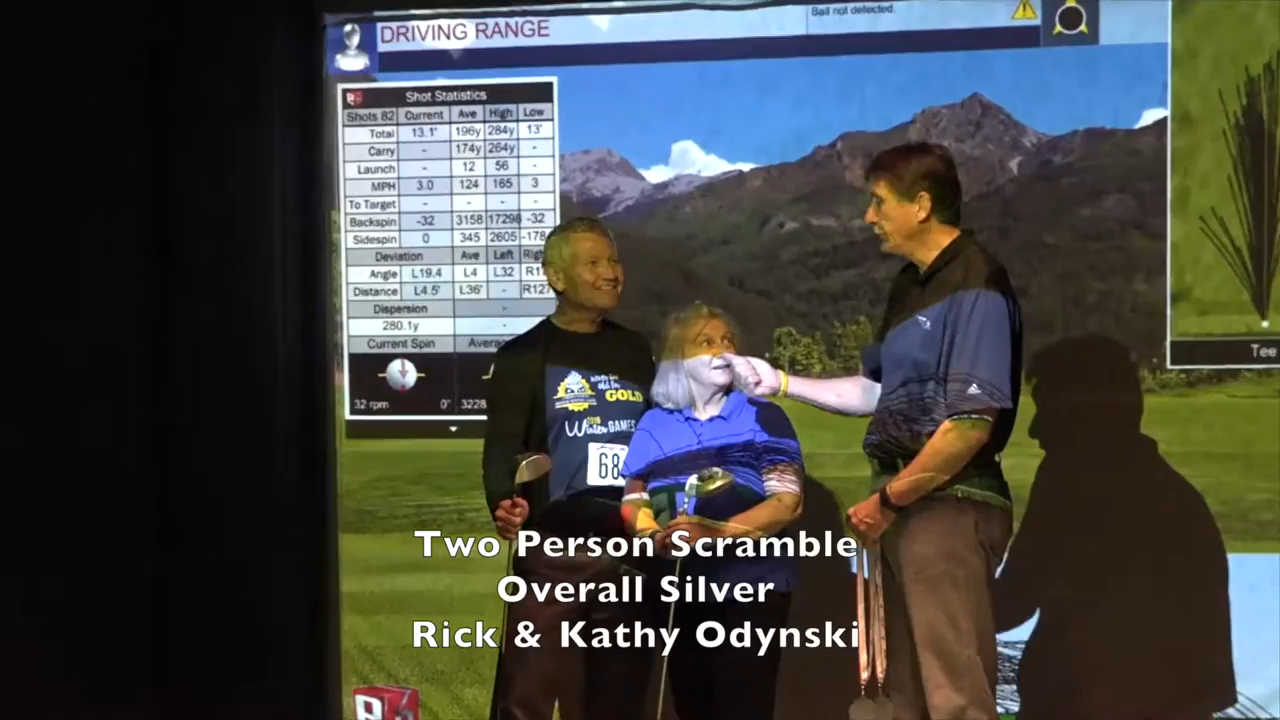 DRIVING RANGE
Ball not detected.
Shot Statistics
Shots 82 Current Ave High Low
Total 13.1' 196y 284y 13'
Carry - 174y 264y -
Launch - 12 56 -
MPH 3.0 124 165 3
To Target - - - -
Backspin -32 3158 17298 -32
Sidespin 0 345 2605 -178
Deviation Ave Left
Angle L19.4 L4 L32
Distance L4.5' L36' - R127
Dispersion -
280.1y -
Current Spin
32 rpm 0° 3228
Tee
GOLD
2018
Winter GAMES
68
Two Person Scramble
Overall Silver
Rick & Kathy Odynski